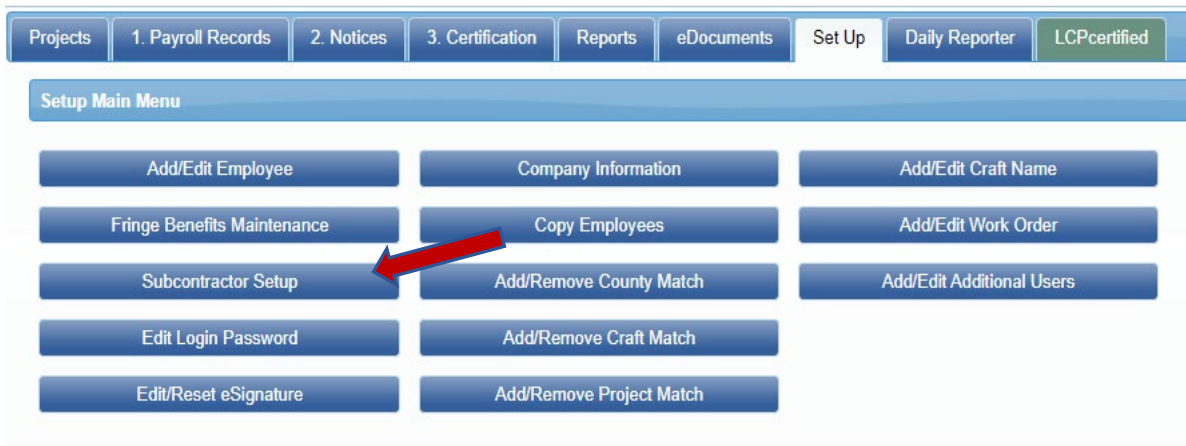 Projects
1. Payroll Records
2. Notices
3. Certification
Reports
eDocuments
Set Up
Daily Reporter
LCPcertified
Setup Main Menu
Add/Edit Employee
Company Information
Add/Edit Craft Name
Fringe Benefits Maintenance
Copy Employees
Add/Edit Work Order
Subcontractor Setup
Add/Remove County Match
Add/Edit Additional Users
Edit Login Password
Add/Remove Craft Match
Edit/Reset eSignature
Add/Remove Project Match